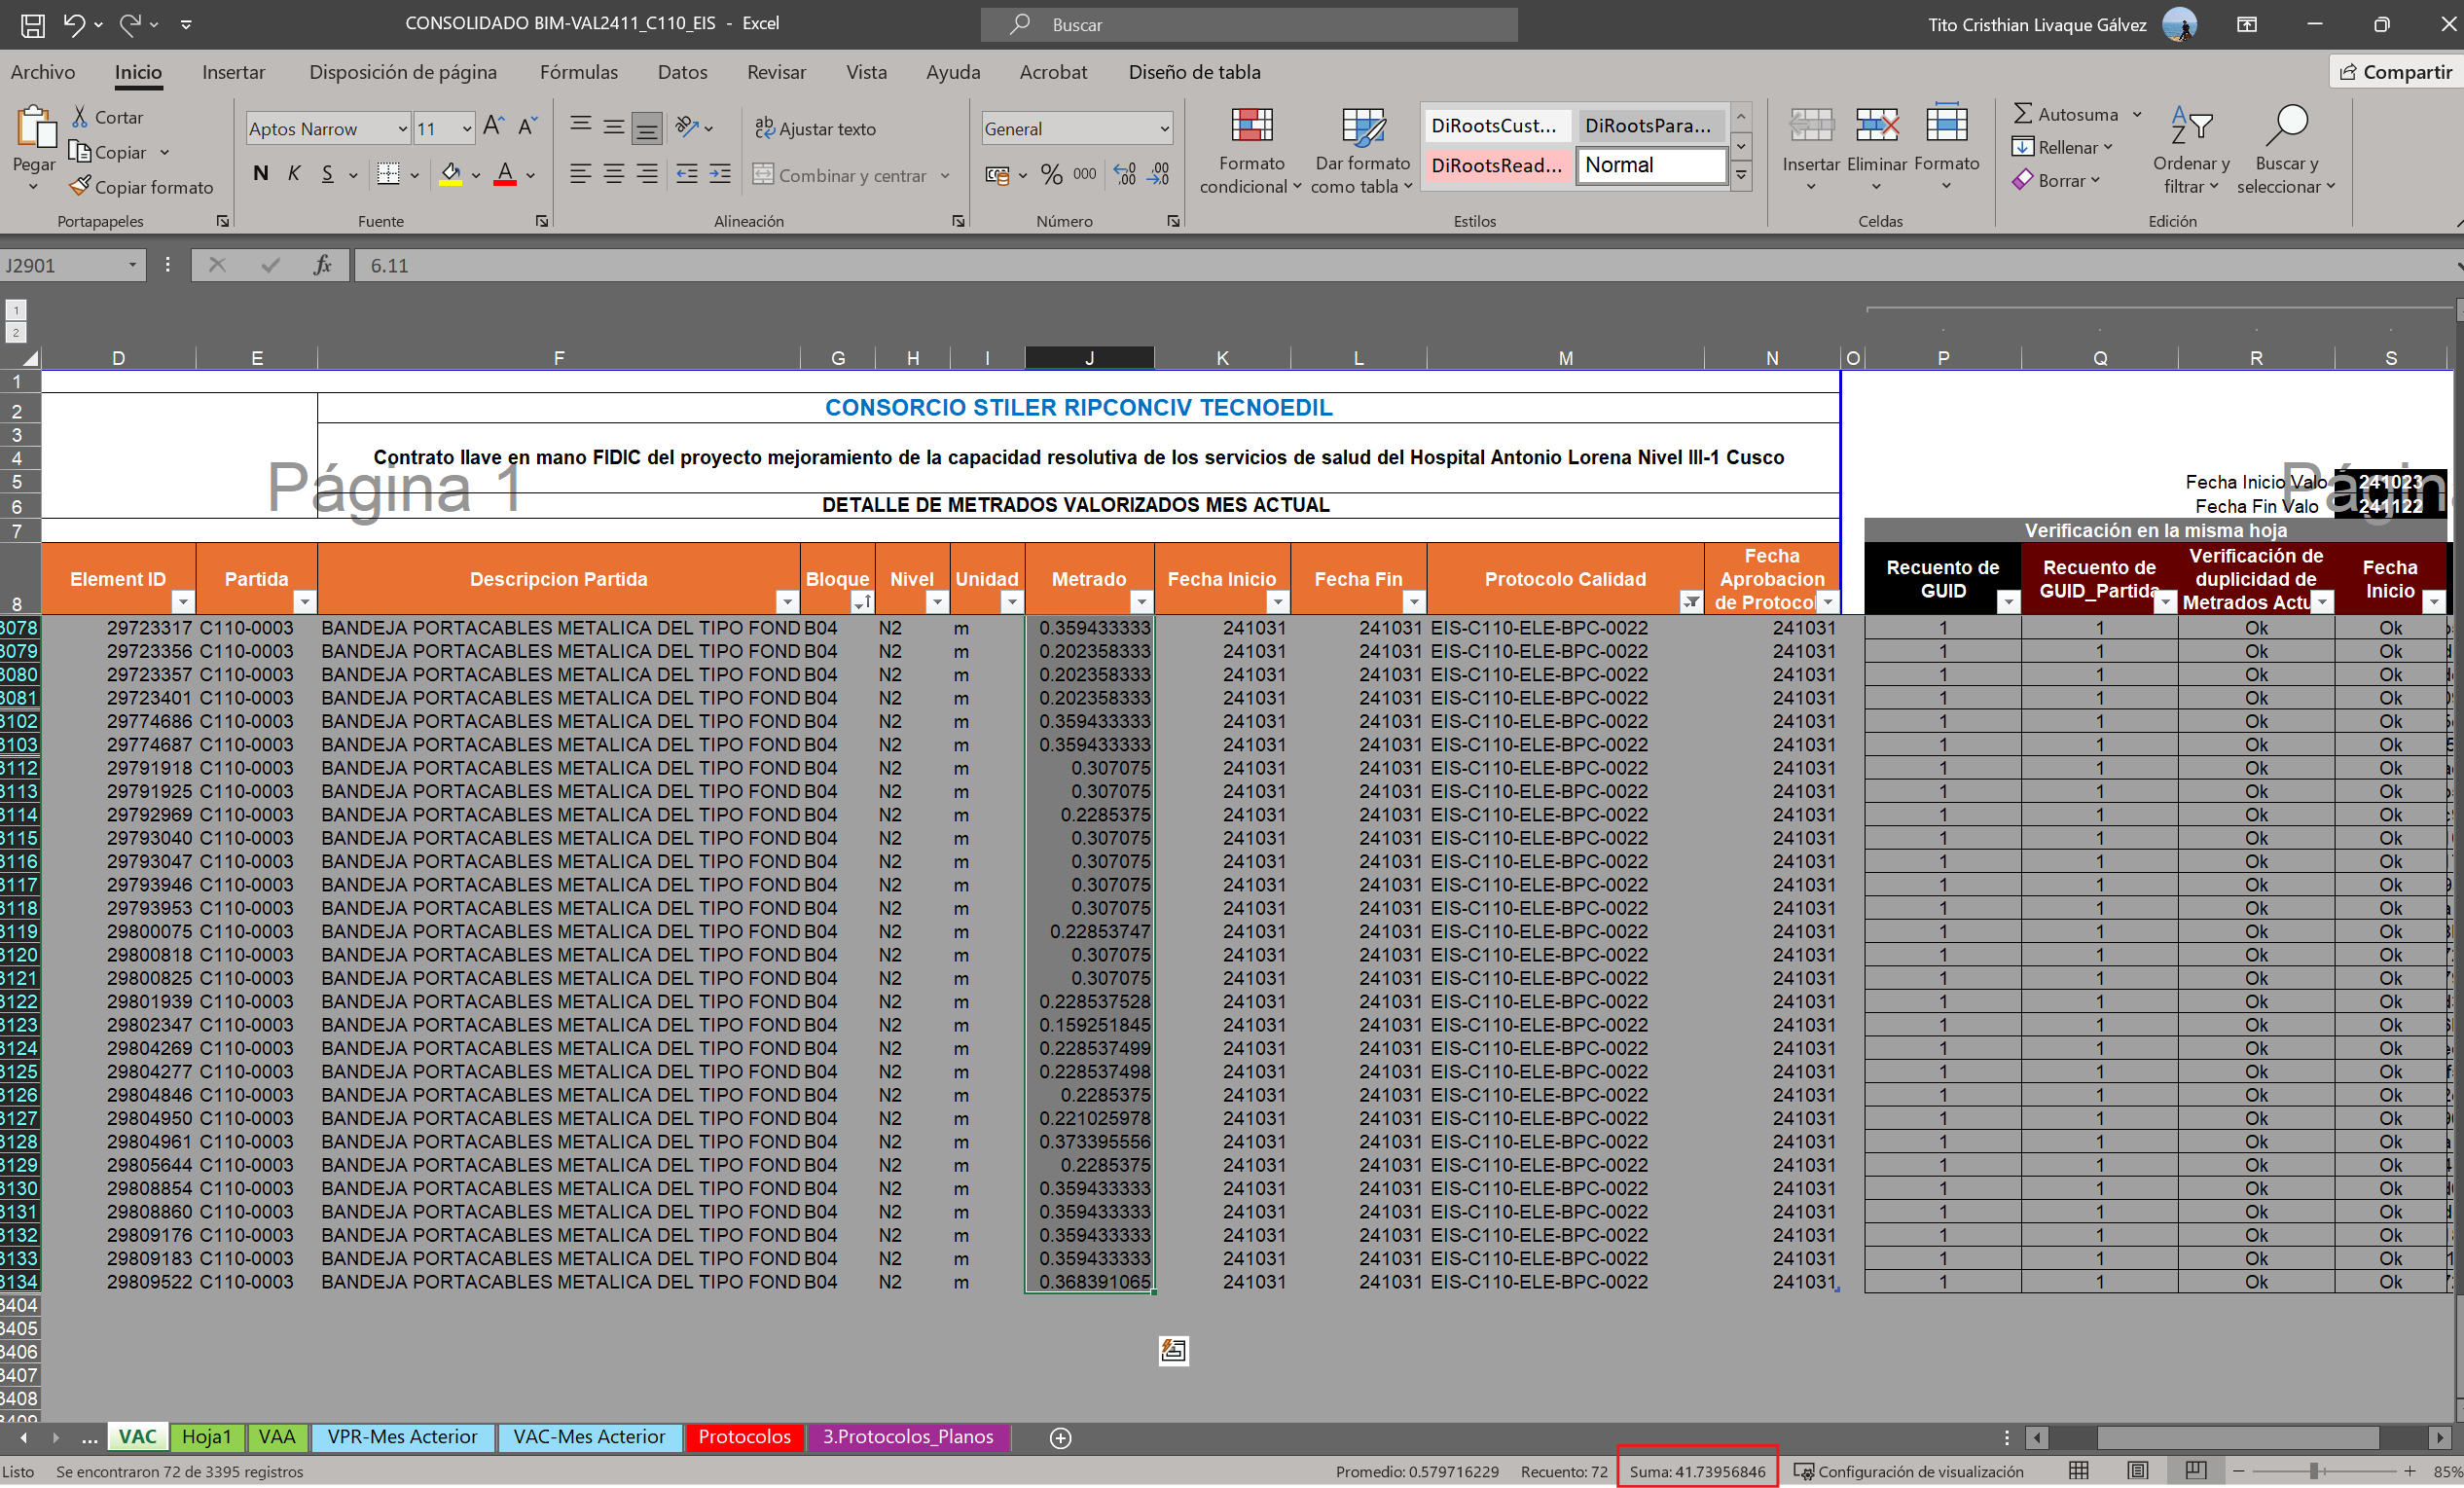 CONSOLIDADO BIM-VAL2411_C110_EIS - Excel
Buscar
Tito Cristhian Livaque Gálvez
Archivo Inicio Insertar Disposición de página Fórmulas Datos Revisar Vista Ayuda Acrobat Diseño de tabla Compartir
Pegar Cortar Copiar Copiar formato
Portapapeles
Aptos Narrow 11
N K S
Fuente
Ajustar texto
Combinar y centrar
Alineación
General
% 000
Número
Formato condicional
Dar formato como tabla
DiRootsCust... DiRootsPara...
DiRootsRead... Normal
Estilos
Insertar Eliminar Formato
Celdas
Autosuma
Rellenar
Borrar
Ordenar y filtrar
Buscar y seleccionar
Edición
J2901 fx 6.11
1
2
D E F G H I J K L M N O P Q R S
1
2 CONSORCIO STILER RIPCONCIV TECNOEDIL
3
4 Contrato llave en mano FIDIC del proyecto mejoramiento de la capacidad resolutiva de los servicios de salud del Hospital Antonio Lorena Nivel III-1 Cusco
Página 1
5 Fecha Inicio Valo 241023
6 DETALLE DE METRADOS VALORIZADOS MES ACTUAL Fecha Fin Valo 241122
7 Verificación en la misma hoja
8 Element ID Partida Descripcion Partida Bloque Nivel Unidad Metrado Fecha Inicio Fecha Fin Protocolo Calidad Fecha Aprobacion de Protoco Recuento de GUID Recuento de GUID_Partida Verificación de duplicidad de Metrados Actu Fecha Inicio
3078 29723317 C110-0003 BANDEJA PORTACABLES METALICA DEL TIPO FOND B04 N2 m 0.359433333 241031 241031 EIS-C110-ELE-BPC-0022 241031 1 1 Ok Ok
3079 29723356 C110-0003 BANDEJA PORTACABLES METALICA DEL TIPO FOND B04 N2 m 0.202358333 241031 241031 EIS-C110-ELE-BPC-0022 241031 1 1 Ok Ok
3080 29723357 C110-0003 BANDEJA PORTACABLES METALICA DEL TIPO FOND B04 N2 m 0.202358333 241031 241031 EIS-C110-ELE-BPC-0022 241031 1 1 Ok Ok
3081 29723401 C110-0003 BANDEJA PORTACABLES METALICA DEL TIPO FOND B04 N2 m 0.202358333 241031 241031 EIS-C110-ELE-BPC-0022 241031 1 1 Ok Ok
3102 29774686 C110-0003 BANDEJA PORTACABLES METALICA DEL TIPO FOND B04 N2 m 0.359433333 241031 241031 EIS-C110-ELE-BPC-0022 241031 1 1 Ok Ok
3103 29774687 C110-0003 BANDEJA PORTACABLES METALICA DEL TIPO FOND B04 N2 m 0.359433333 241031 241031 EIS-C110-ELE-BPC-0022 241031 1 1 Ok Ok
3112 29791918 C110-0003 BANDEJA PORTACABLES METALICA DEL TIPO FOND B04 N2 m 0.307075 241031 241031 EIS-C110-ELE-BPC-0022 241031 1 1 Ok Ok
3113 29791925 C110-0003 BANDEJA PORTACABLES METALICA DEL TIPO FOND B04 N2 m 0.307075 241031 241031 EIS-C110-ELE-BPC-0022 241031 1 1 Ok Ok
3114 29792969 C110-0003 BANDEJA PORTACABLES METALICA DEL TIPO FOND B04 N2 m 0.2285375 241031 241031 EIS-C110-ELE-BPC-0022 241031 1 1 Ok Ok
3115 29793040 C110-0003 BANDEJA PORTACABLES METALICA DEL TIPO FOND B04 N2 m 0.307075 241031 241031 EIS-C110-ELE-BPC-0022 241031 1 1 Ok Ok
3116 29793047 C110-0003 BANDEJA PORTACABLES METALICA DEL TIPO FOND B04 N2 m 0.307075 241031 241031 EIS-C110-ELE-BPC-0022 241031 1 1 Ok Ok
3117 29793946 C110-0003 BANDEJA PORTACABLES METALICA DEL TIPO FOND B04 N2 m 0.307075 241031 241031 EIS-C110-ELE-BPC-0022 241031 1 1 Ok Ok
3118 29793953 C110-0003 BANDEJA PORTACABLES METALICA DEL TIPO FOND B04 N2 m 0.307075 241031 241031 EIS-C110-ELE-BPC-0022 241031 1 1 Ok Ok
3119 29800075 C110-0003 BANDEJA PORTACABLES METALICA DEL TIPO FOND B04 N2 m 0.22853747 241031 241031 EIS-C110-ELE-BPC-0022 241031 1 1 Ok Ok
3120 29800818 C110-0003 BANDEJA PORTACABLES METALICA DEL TIPO FOND B04 N2 m 0.307075 241031 241031 EIS-C110-ELE-BPC-0022 241031 1 1 Ok Ok
3121 29800825 C110-0003 BANDEJA PORTACABLES METALICA DEL TIPO FOND B04 N2 m 0.307075 241031 241031 EIS-C110-ELE-BPC-0022 241031 1 1 Ok Ok
3122 29801939 C110-0003 BANDEJA PORTACABLES METALICA DEL TIPO FOND B04 N2 m 0.228537528 241031 241031 EIS-C110-ELE-BPC-0022 241031 1 1 Ok Ok
3123 29802347 C110-0003 BANDEJA PORTACABLES METALICA DEL TIPO FOND B04 N2 m 0.159251845 241031 241031 EIS-C110-ELE-BPC-0022 241031 1 1 Ok Ok
3124 29804269 C110-0003 BANDEJA PORTACABLES METALICA DEL TIPO FOND B04 N2 m 0.228537499 241031 241031 EIS-C110-ELE-BPC-0022 241031 1 1 Ok Ok
3125 29804277 C110-0003 BANDEJA PORTACABLES METALICA DEL TIPO FOND B04 N2 m 0.228537498 241031 241031 EIS-C110-ELE-BPC-0022 241031 1 1 Ok Ok
3126 29804846 C110-0003 BANDEJA PORTACABLES METALICA DEL TIPO FOND B04 N2 m 0.2285375 241031 241031 EIS-C110-ELE-BPC-0022 241031 1 1 Ok Ok
3127 29804950 C110-0003 BANDEJA PORTACABLES METALICA DEL TIPO FOND B04 N2 m 0.221025978 241031 241031 EIS-C110-ELE-BPC-0022 241031 1 1 Ok Ok
3128 29804961 C110-0003 BANDEJA PORTACABLES METALICA DEL TIPO FOND B04 N2 m 0.373395556 241031 241031 EIS-C110-ELE-BPC-0022 241031 1 1 Ok Ok
3129 29805644 C110-0003 BANDEJA PORTACABLES METALICA DEL TIPO FOND B04 N2 m 0.2285375 241031 241031 EIS-C110-ELE-BPC-0022 241031 1 1 Ok Ok
3130 29808854 C110-0003 BANDEJA PORTACABLES METALICA DEL TIPO FOND B04 N2 m 0.359433333 241031 241031 EIS-C110-ELE-BPC-0022 241031 1 1 Ok Ok
3131 29808860 C110-0003 BANDEJA PORTACABLES METALICA DEL TIPO FOND B04 N2 m 0.359433333 241031 241031 EIS-C110-ELE-BPC-0022 241031 1 1 Ok Ok
3132 29809176 C110-0003 BANDEJA PORTACABLES METALICA DEL TIPO FOND B04 N2 m 0.359433333 241031 241031 EIS-C110-ELE-BPC-0022 241031 1 1 Ok Ok
3133 29809183 C110-0003 BANDEJA PORTACABLES METALICA DEL TIPO FOND B04 N2 m 0.359433333 241031 241031 EIS-C110-ELE-BPC-0022 241031 1 1 Ok Ok
3134 29809522 C110-0003 BANDEJA PORTACABLES METALICA DEL TIPO FOND B04 N2 m 0.368391065 241031 241031 EIS-C110-ELE-BPC-0022 241031 1 1 Ok Ok
3404
3405
3406
3407
3408
... VAC Hoja1 VAA VPR-Mes Acterior VAC-Mes Acterior Protocolos 3.Protocolos_Planos
Listo Se encontraron 72 de 3395 registros Promedio: 0.579716229 Recuento: 72 Suma: 41.73956846 Configuración de visualización 85%